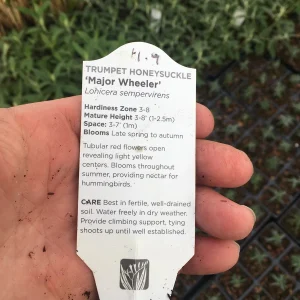 TRUMPET HONEYSUCKLE
'Major Wheeler'
Lonicera sempervirens
Hardiness Zone 3-8
Mature Height 3-8' (1-2.5m)
Space: 3-7' (1m)
Blooms Late spring to autumn
Tubular red flowers open
revealing light yellow
centers. Blooms throughout
summer, providing nectar for
hummingbirds.
CARE Best in fertile, well-drained
soil. Water freely in dry weather.
Provide climbing support, tying
shoots up until well established.